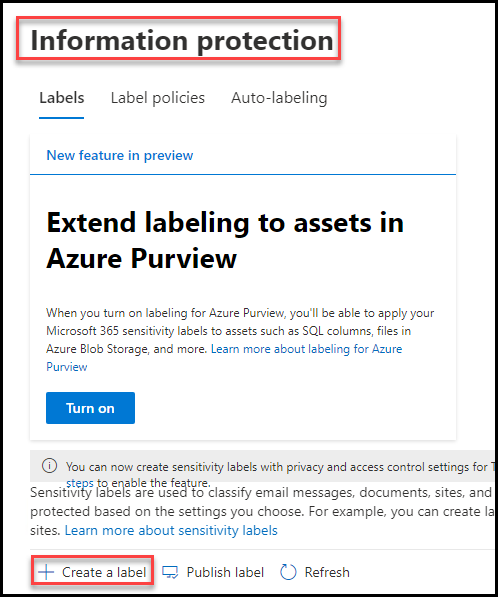 Information protection
Labels Label policies Auto-labeling
New feature in preview
Extend labeling to assets in
Azure Purview
When you turn on labeling for Azure Purview, you'll be able to apply your
Microsoft 365 sensitivity labels to assets such as SQL columns, files in
Azure Blob Storage, and more. Learn more about labeling for Azure
Purview
Turn on
You can now create sensitivity labels with privacy and access control settings for T
steps to enable the feature.
Sensitivity labels are used to classify email messages, documents, sites, and
protected based on the settings you choose. For example, you can create la
sites. Learn more about sensitivity labels
Create a label Publish label Refresh